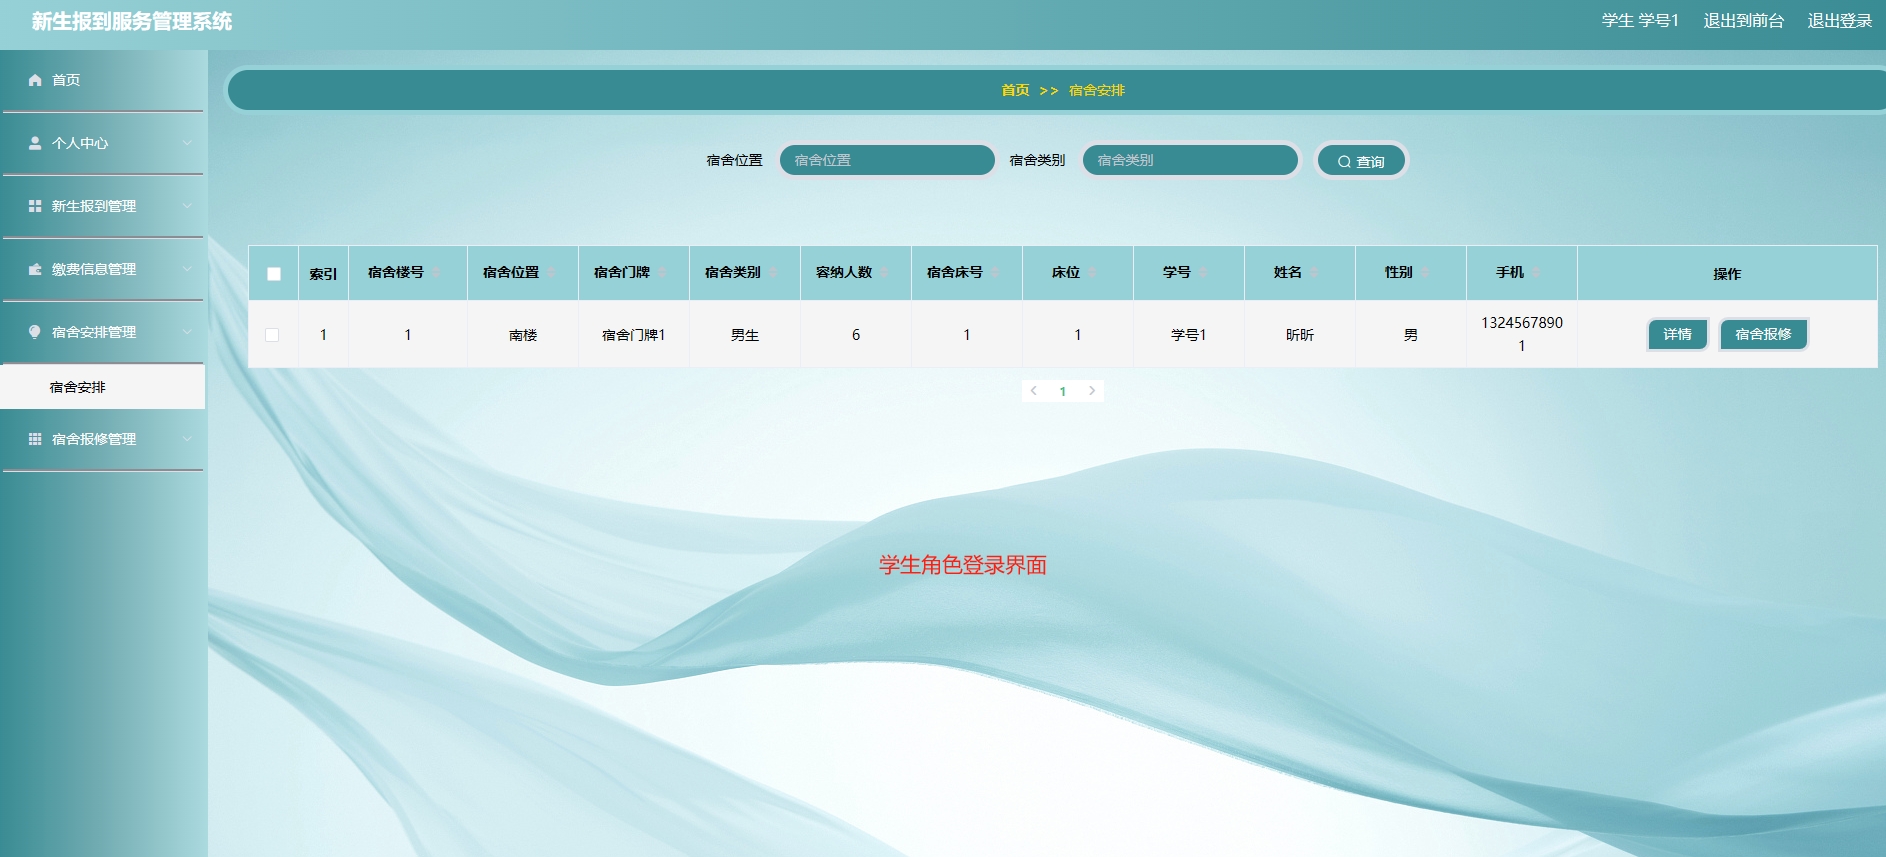 新生报到服务管理系统
学生 学号1 退出到前台 退出登录
首页
个人中心
新生报到管理
缴费信息管理
宿舍安排管理
宿舍安排
宿舍报修管理
首页 >> 宿舍安排
宿舍位置 宿舍位置 宿舍类别 宿舍类别 查询
索引 宿舍楼号 宿舍位置 宿舍门牌 宿舍类别 容纳人数 宿舍床号 床位 学号 姓名 性别 手机 操作
1 1 南楼 宿舍门牌1 男生 6 1 1 学号1 昕昕 男 1324567890 详情 宿舍报修
1
1
学生角色登录界面